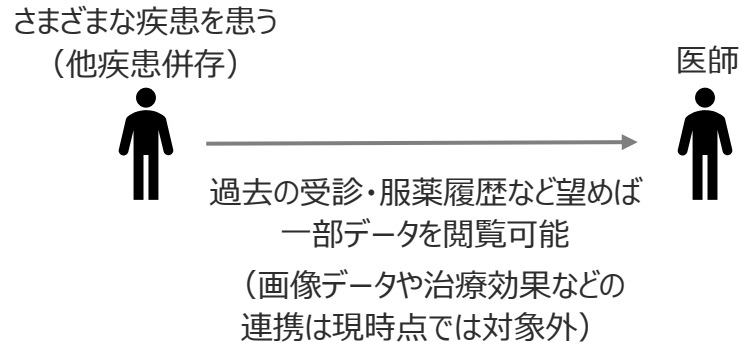 さまざまな疾患を患う
（他疾患併存）
医師
過去の受診・服薬履歴など望めば
一部データを閲覧可能
（画像データや治療効果などの
連携は現時点では対象外）